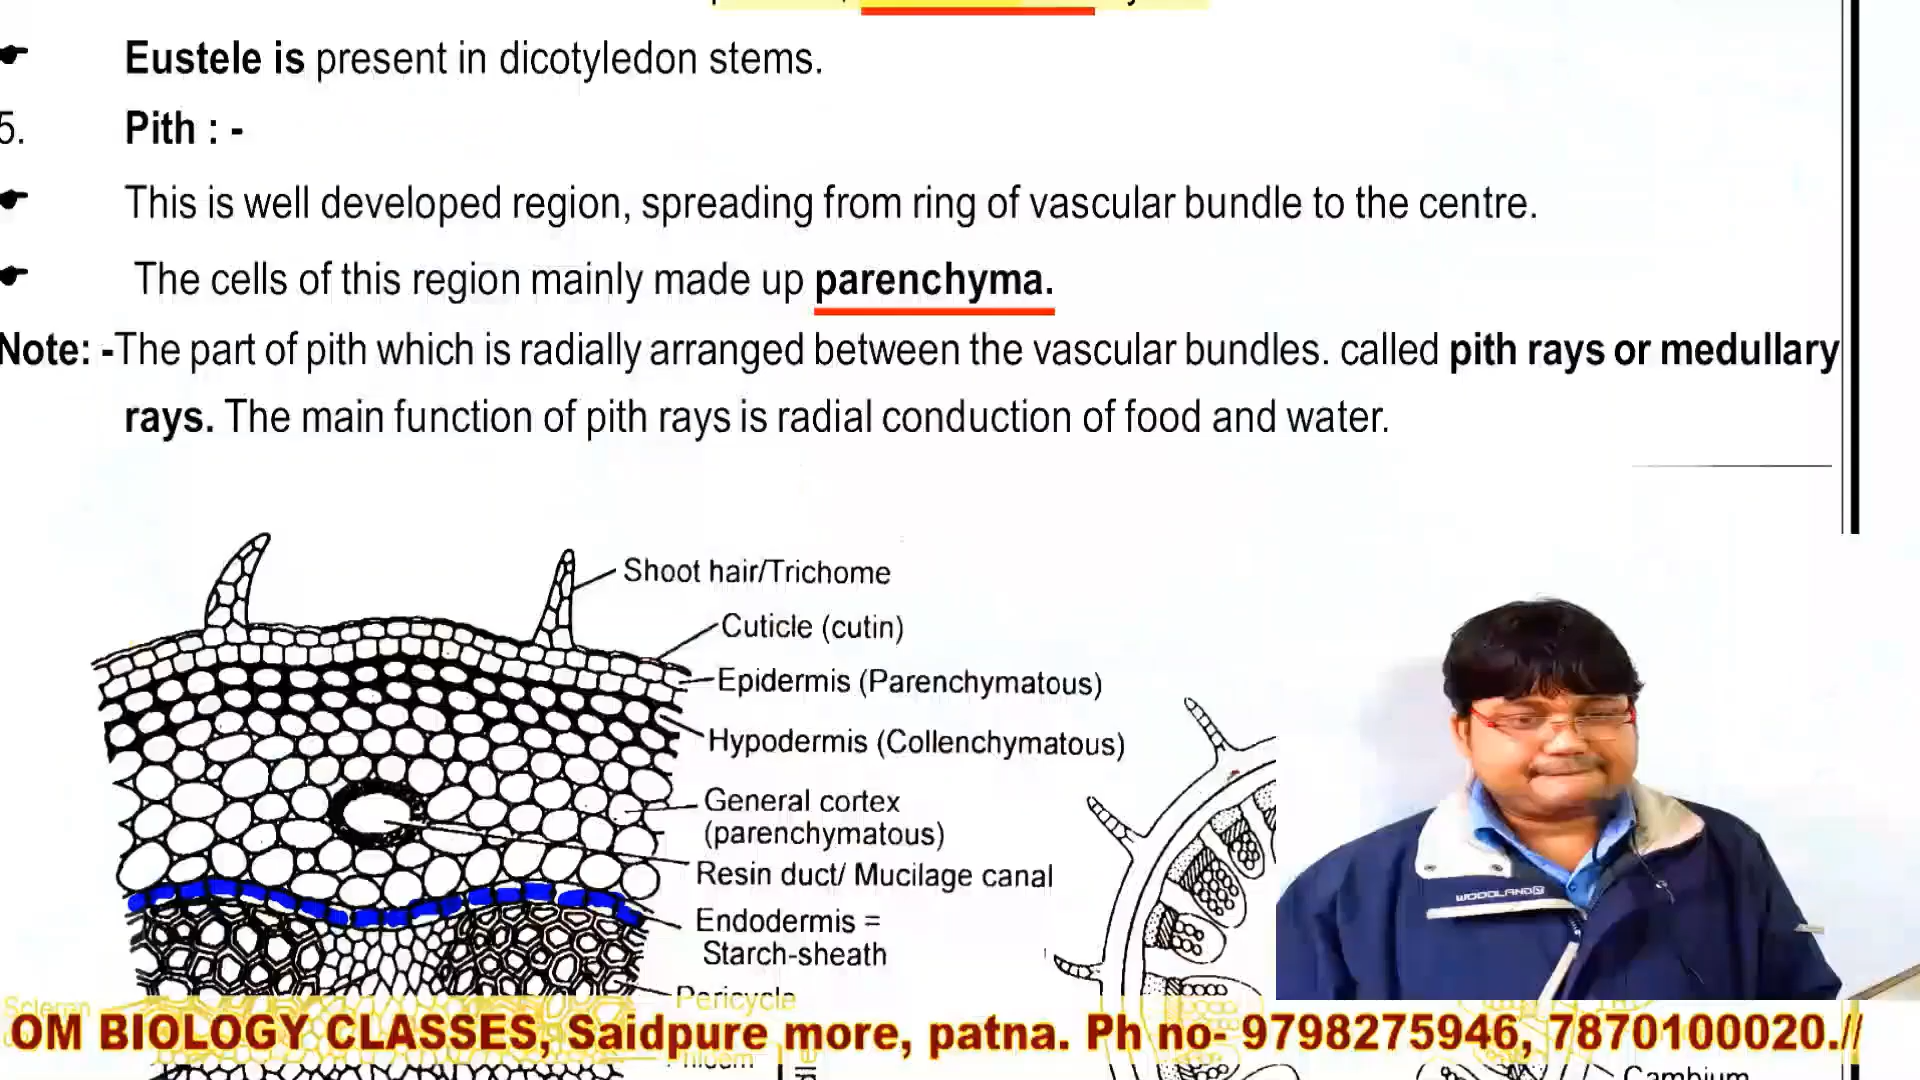 Eustele is present in dicotyledon stems.
5. Pith : -
This is well developed region, spreading from ring of vascular bundle to the centre.
The cells of this region mainly made up parenchyma.
Note: -The part of pith which is radially arranged between the vascular bundles. called pith rays or medullary
rays. The main function of pith rays is radial conduction of food and water.
Shoot hair/Trichome
Cuticle (cutin)
Epidermis (Parenchymatous)
Hypodermis (Collenchymatous)
General cortex
(parenchymatous)
Resin duct/ Mucilage canal
Endodermis =
Starch-sheath
Pericycle
WOODLAND
OM BIOLOGY CLASSES, Saidpure more, patna. Ph no- 9798275946, 7870100020.//
Cambium